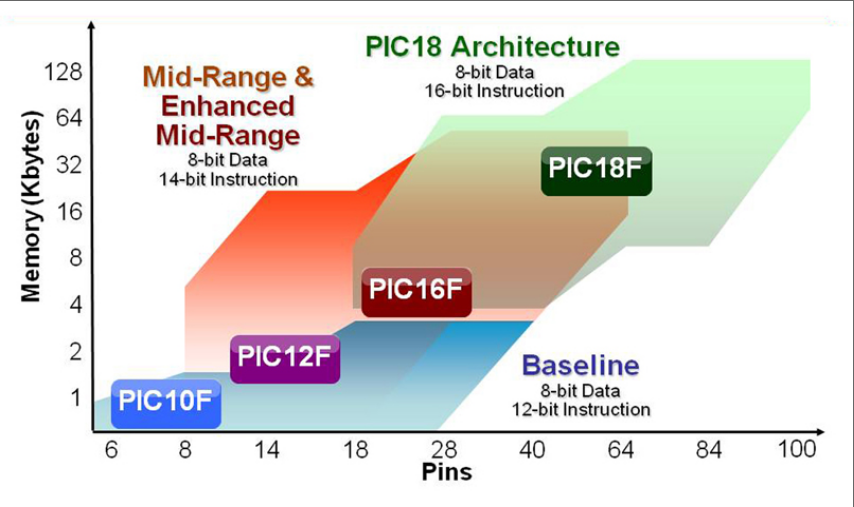 PIC18 Architecture
8-bit Data
16-bit Instruction
Mid-Range &
Enhanced
Mid-Range
8-bit Data
14-bit Instruction
Memory (Kbytes)
128
64
32
16
8
4
2
1
PIC18F
PIC16F
PIC12F
PIC10F
Baseline
8-bit Data
12-bit Instruction
6 8 14 18 28 40 64 84 100
Pins